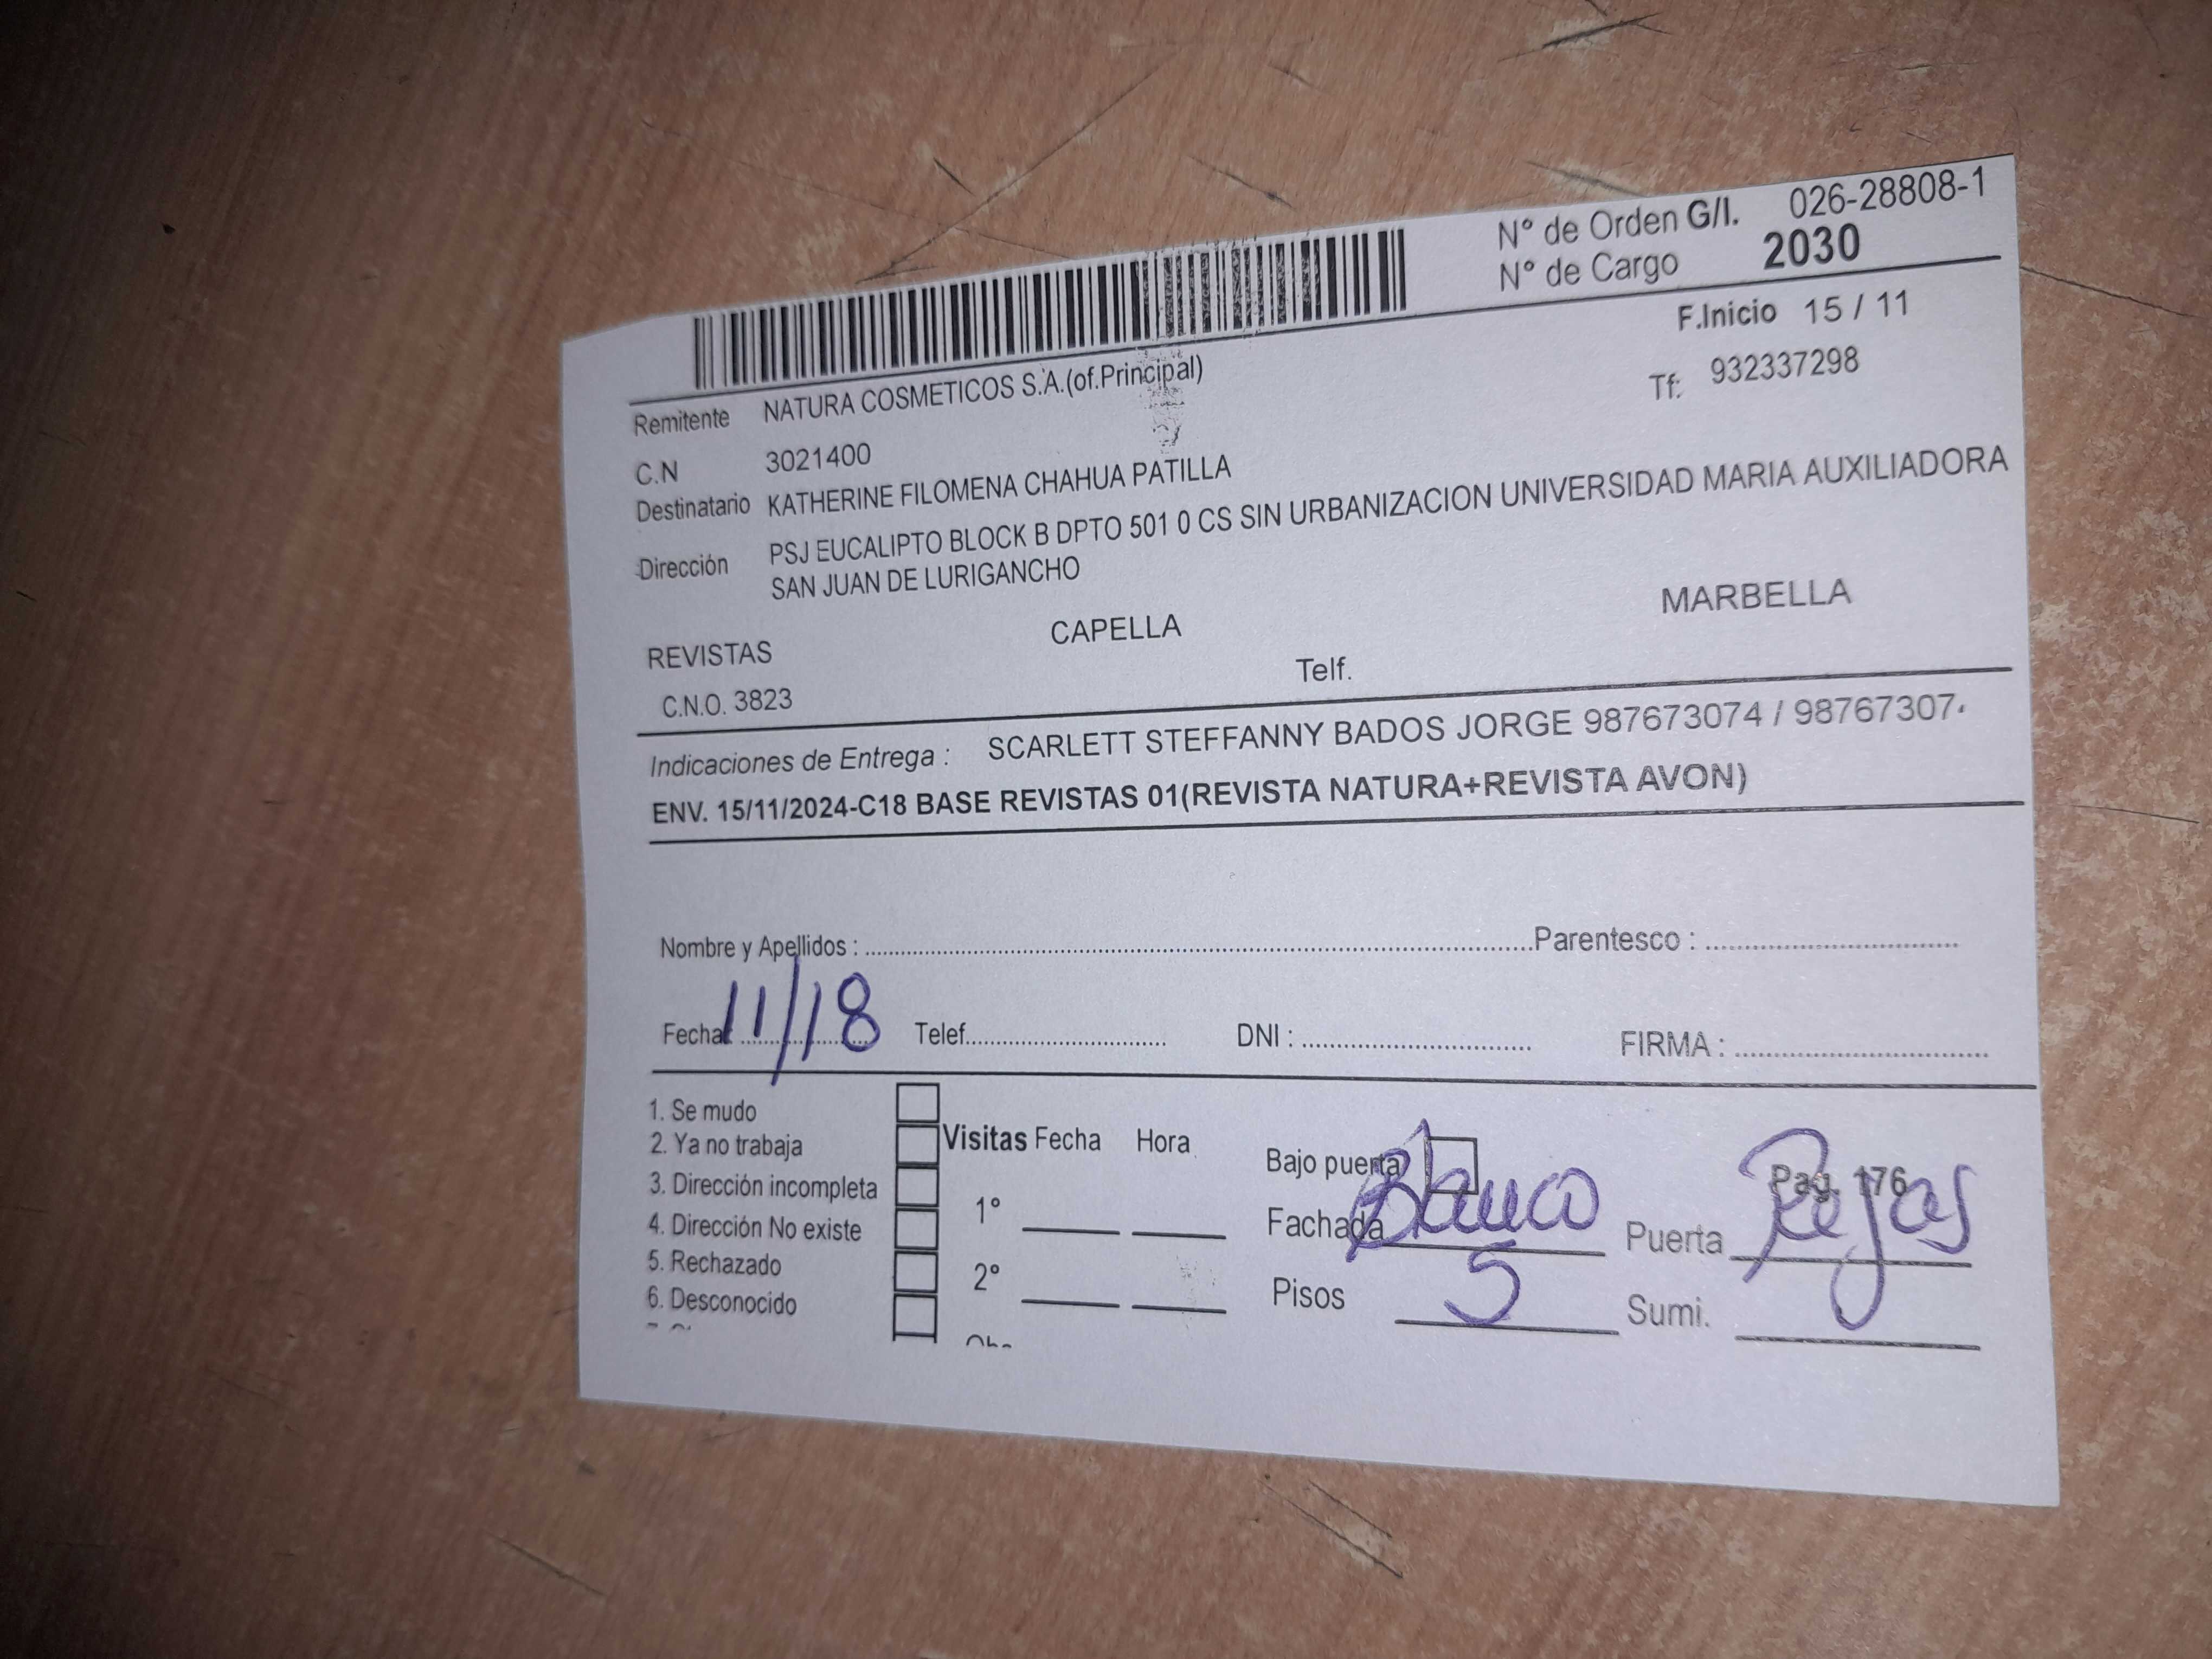 Nº de Orden G/I. 026-28808-1
Nº de Cargo 2030
F.Inicio 15 / 11
Remitente NATURA COSMETICOS S.A.(of.Principal)
Tf: 932337298
C.N 3021400
Destinatario KATHERINE FILOMENA CHAHUA PATILLA
Dirección PSJ EUCALIPTO BLOCK B DPTO 501 0 CS SIN URBANIZACION UNIVERSIDAD MARIA AUXILIADORA
SAN JUAN DE LURIGANCHO
REVISTAS CAPELLA MARBELLA
C.N.O. 3823 Telf.
Indicaciones de Entrega : SCARLETT STEFFANNY BADOS JORGE 987673074 / 98767307
ENV. 15/11/2024-C18 BASE REVISTAS 01(REVISTA NATURA+REVISTA AVON)
Nombre y Apellidos : Parentesco :
Fecha: 11/18 Telef. DNI : FIRMA :
1. Se mudo
2. Ya no trabaja
3. Dirección incompleta
4. Dirección No existe
5. Rechazado
6. Desconocido
Visitas Fecha Hora
1º
2º
Bajo puerta Pag. 176
Fachada Blanco Puerta Rejas
Pisos 5 Sumi.